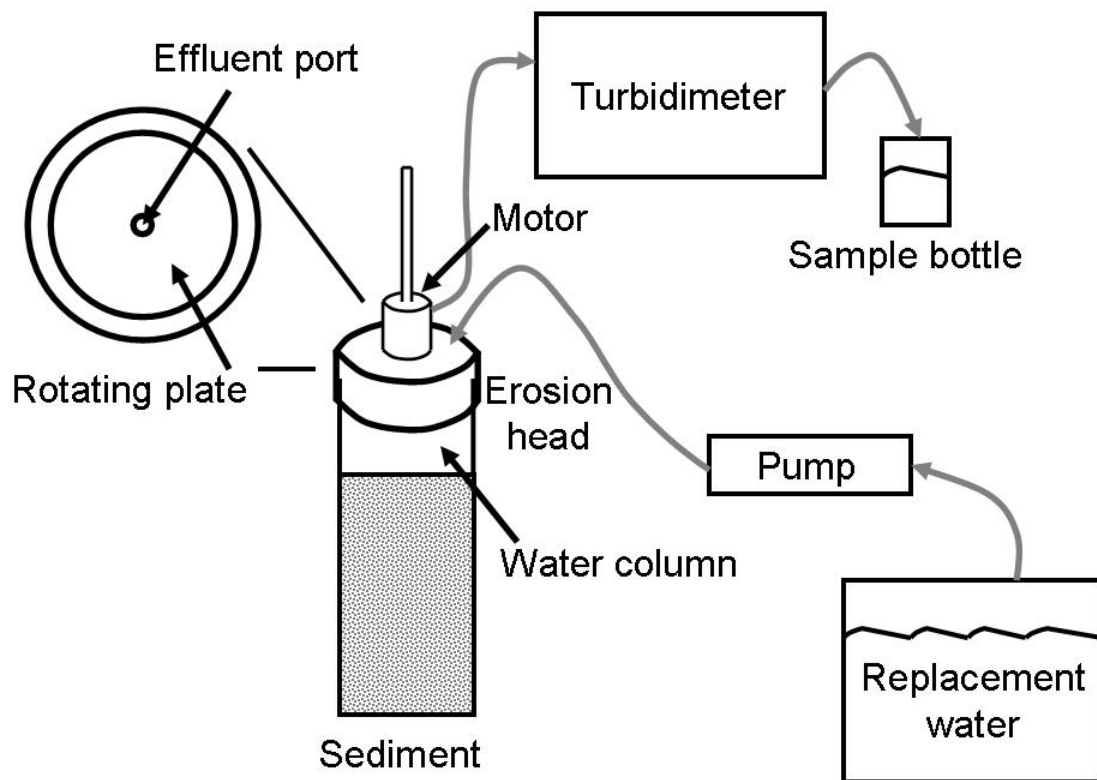 Effluent port
Turbidimeter
Motor
Sample bottle
Rotating plate
Erosion
head
Pump
Water column
Replacement
water
Sediment